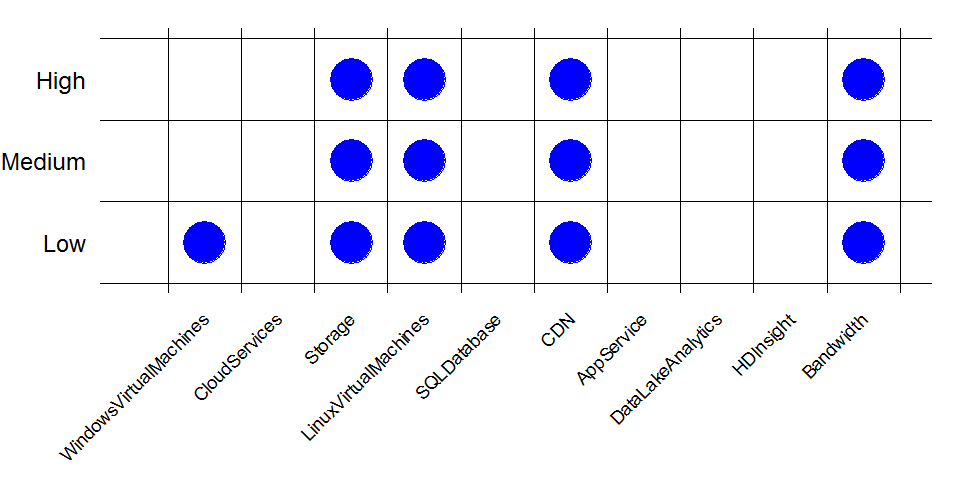 High
Medium
Low
WindowsVirtualMachines
CloudServices
Storage
LinuxVirtualMachines
SQLDatabase
CDN
AppService
DataLakeAnalytics
HDInsight
Bandwidth